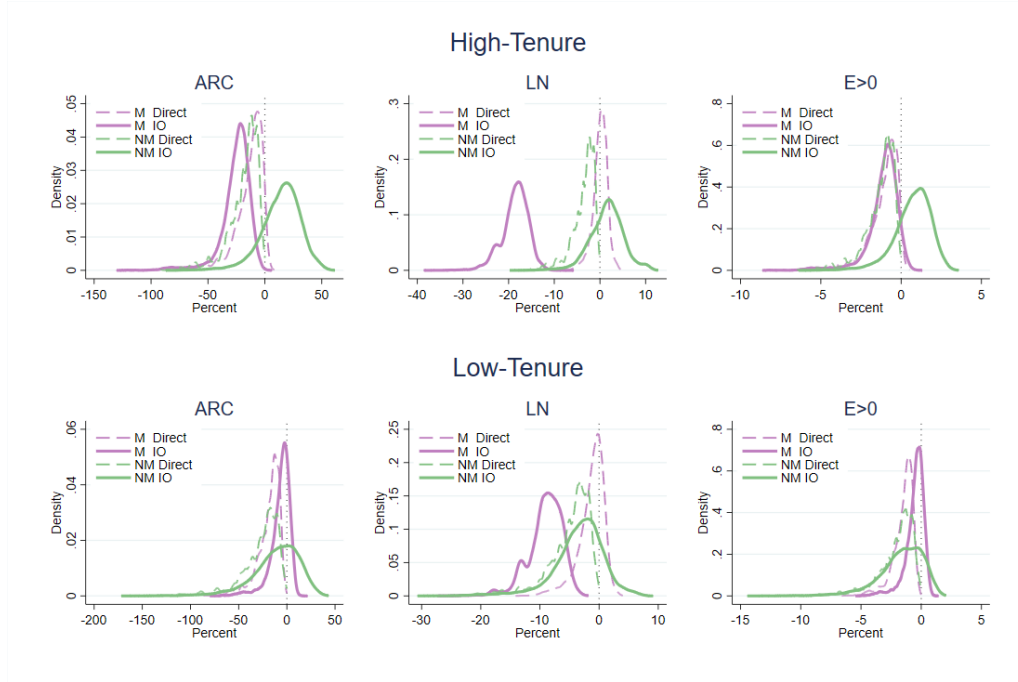 High-Tenure
ARC
LN
E>0
Density
.05
.04
.03
.02
.01
0
M Direct
M IO
NM Direct
NM IO
-150 -100 -50 0 50
Percent
Density
.3
.2
.1
0
M Direct
M IO
NM Direct
NM IO
-40 -30 -20 -10 0 10
Percent
Density
.8
.6
.4
.2
0
M Direct
M IO
NM Direct
NM IO
-10 -5 0 5
Percent
Low-Tenure
ARC
LN
E>0
Density
.06
.04
.02
0
M Direct
M IO
NM Direct
NM IO
-200 -150 -100 -50 0 50
Percent
Density
.25
.2
.15
.1
.05
0
M Direct
M IO
NM Direct
NM IO
-30 -20 -10 0 10
Percent
Density
.8
.6
.4
.2
0
M Direct
M IO
NM Direct
NM IO
-15 -10 -5 0 5
Percent